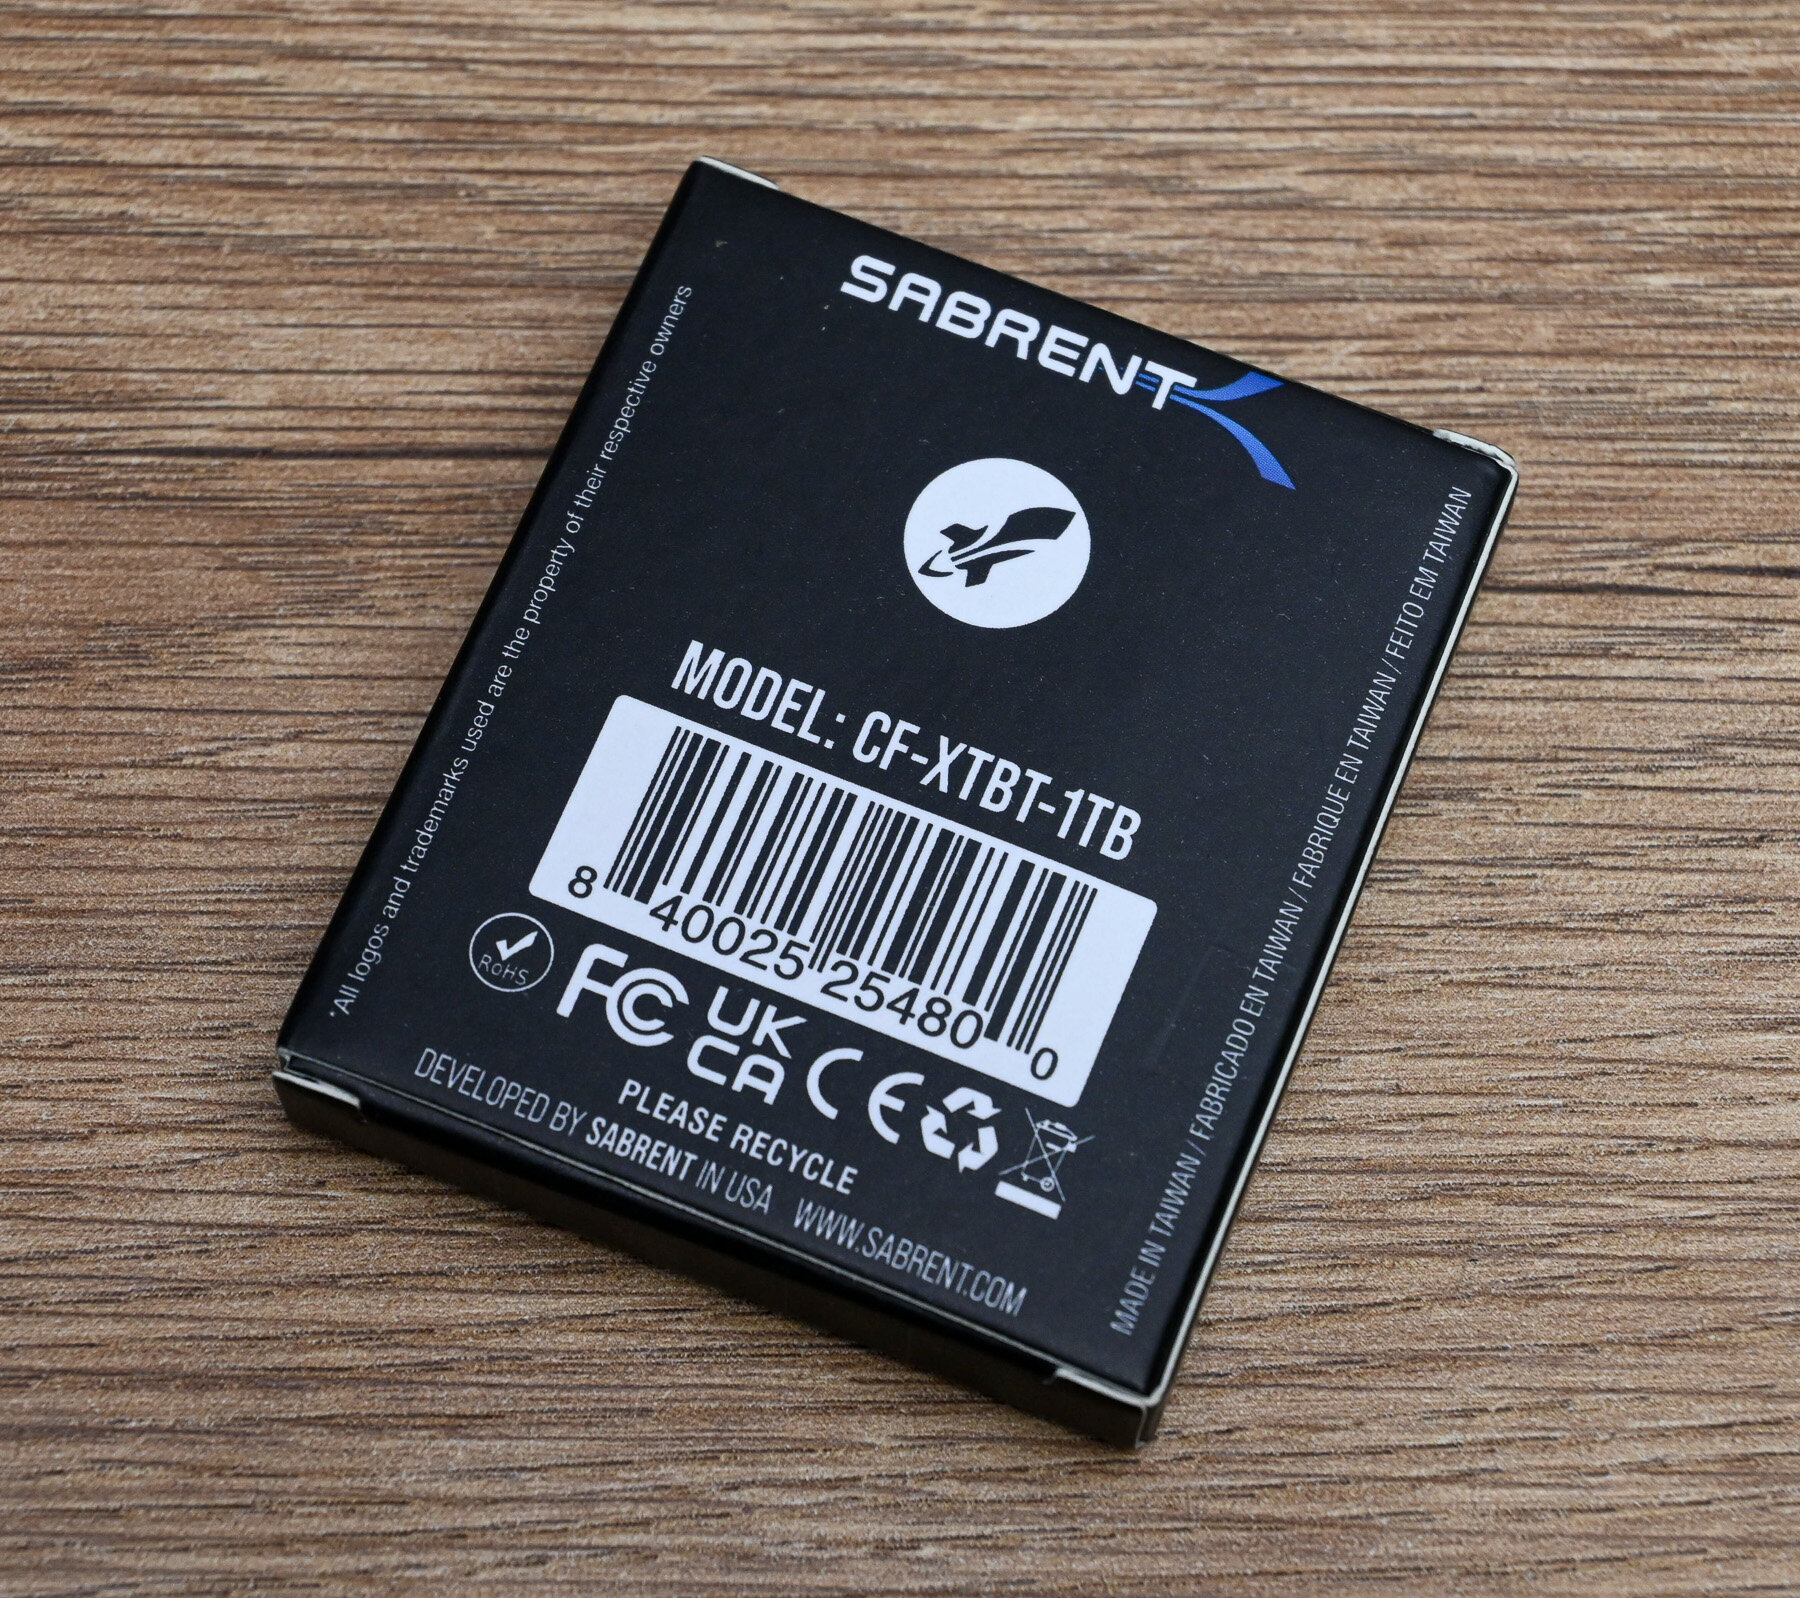 SABRENT
MODEL: CF-XTBT-1TB
8 40025 25480 0
RoHS
FC
UK
CA
CE
PLEASE RECYCLE
DEVELOPED BY SABRENT IN USA WWW.SABRENT.COM
*All logos and trademarks used are the property of their respective owners
MADE IN TAIWAN / FABRICADO EN TAIWAN / FABRIQUE EN TAIWAN / FEITO EM TAIWAN